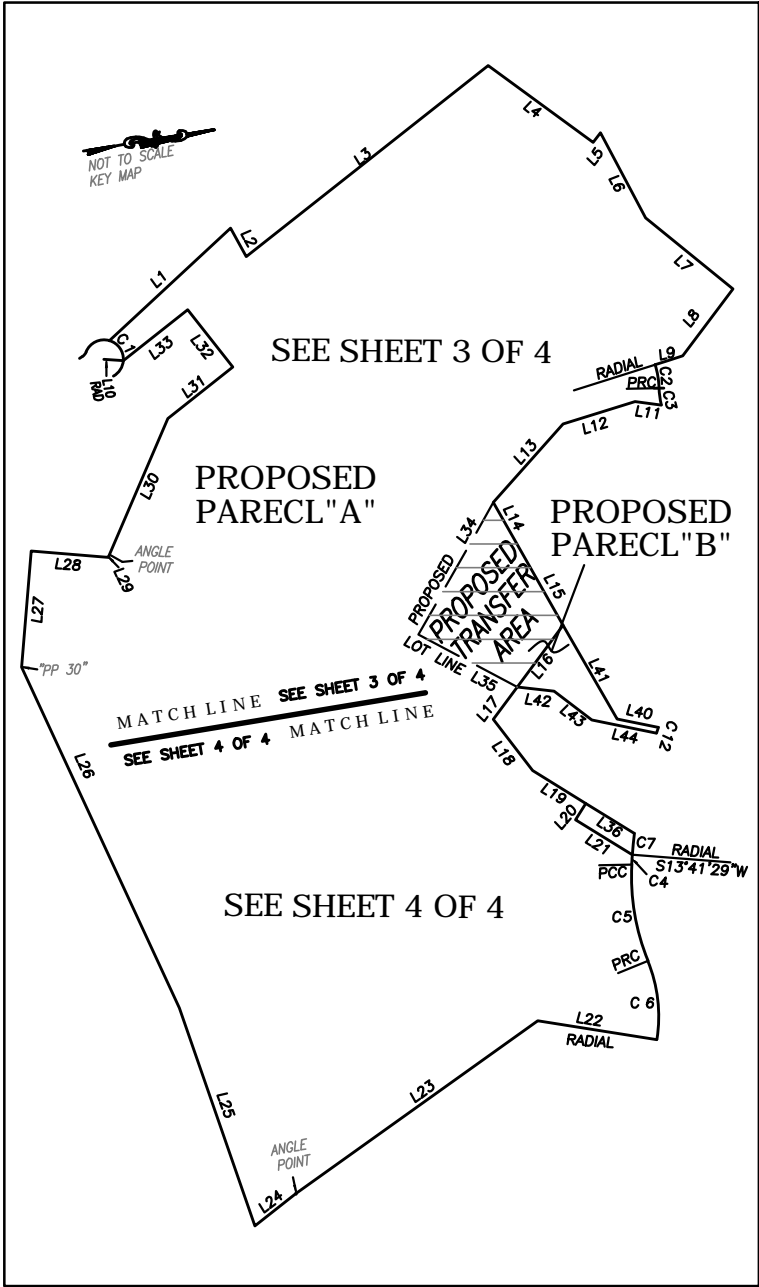 L4
L5
L3
L6
NOT TO SCALE
KEY MAP
L2
L7
L1
L8
C1
L33
L32
SEE SHEET 3 OF 4
L9
RADIAL
C2
PRC
L10
RAD
L31
C3
L11
L12
L13
PROPOSED
PARECL"A"
L30
L14
PROPOSED
PARECL"B"
L34
ANGLE
POINT
L28
L29
PROPOSED
LOT LINE
PROPOSED
TRANSFER
AREA
L15
L27
L16
L41
"PP 30"
L35
MATCH LINE SEE SHEET 3 OF 4
SEE SHEET 4 OF 4 MATCH LINE
L17
L42
L43
L40
L44
C12
L26
L18
L19
L20
L36
L21
C7
RADIAL
S13°41'29"W
C4
PCC
SEE SHEET 4 OF 4
C5
PRC
C 6
L22
RADIAL
L23
L25
ANGLE
POINT
L24